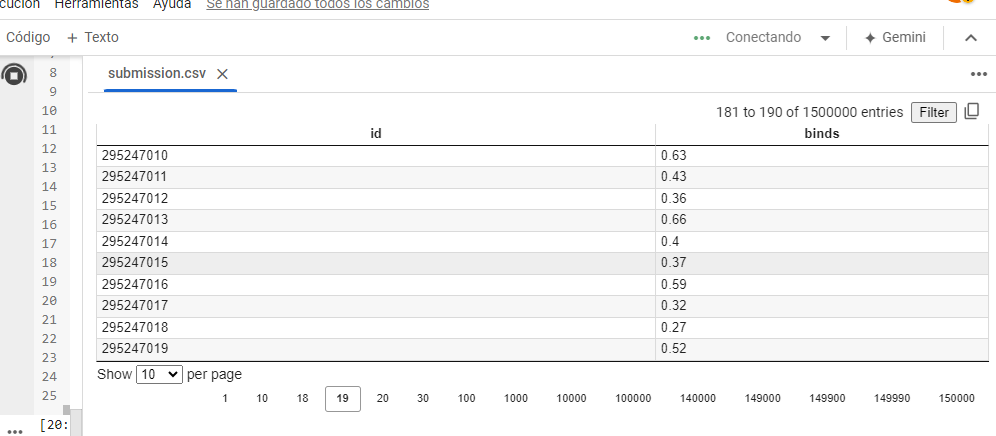 cución Herramientas Ayuda Se han guardado todos los cambios
Código + Texto ••• Conectando Gemini
8 submission.csv
9
10 181 to 190 of 1500000 entries Filter
11 id binds
12 295247010 0.63
13 295247011 0.43
14 295247012 0.36
15 295247013 0.66
16 295247014 0.4
17 295247015 0.37
18 295247016 0.59
19 295247017 0.32
20 295247018 0.27
21 295247019 0.52
22
23
24 Show 10 per page
25 1 10 18 19 20 30 100 1000 10000 100000 140000 149000 149900 149990 150000
[20: